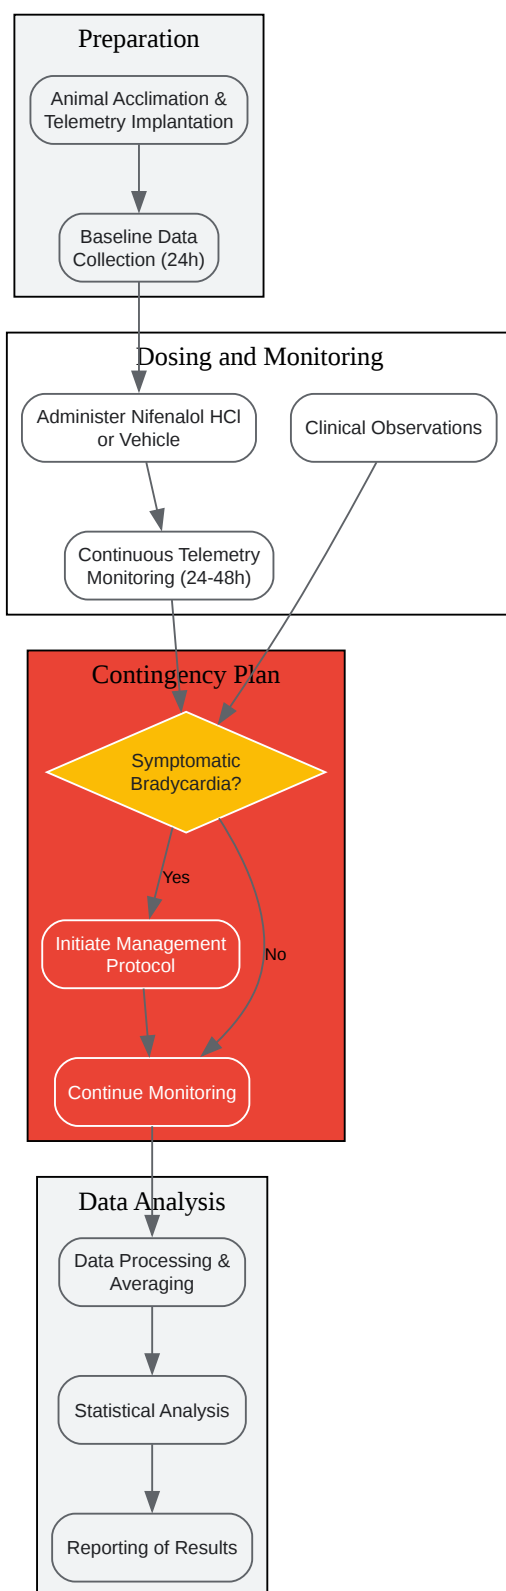 Preparation
Animal Acclimation &
Telemetry Implantation
Baseline Data
Collection (24h)
Dosing and Monitoring
Administer Nifenalol HCl
or Vehicle
Clinical Observations
Continuous Telemetry
Monitoring (24-48h)
Contingency Plan
Symptomatic
Bradycardia?
Yes
Initiate Management
Protocol
No
Continue Monitoring
Data Analysis
Data Processing &
Averaging
Statistical Analysis
Reporting of Results